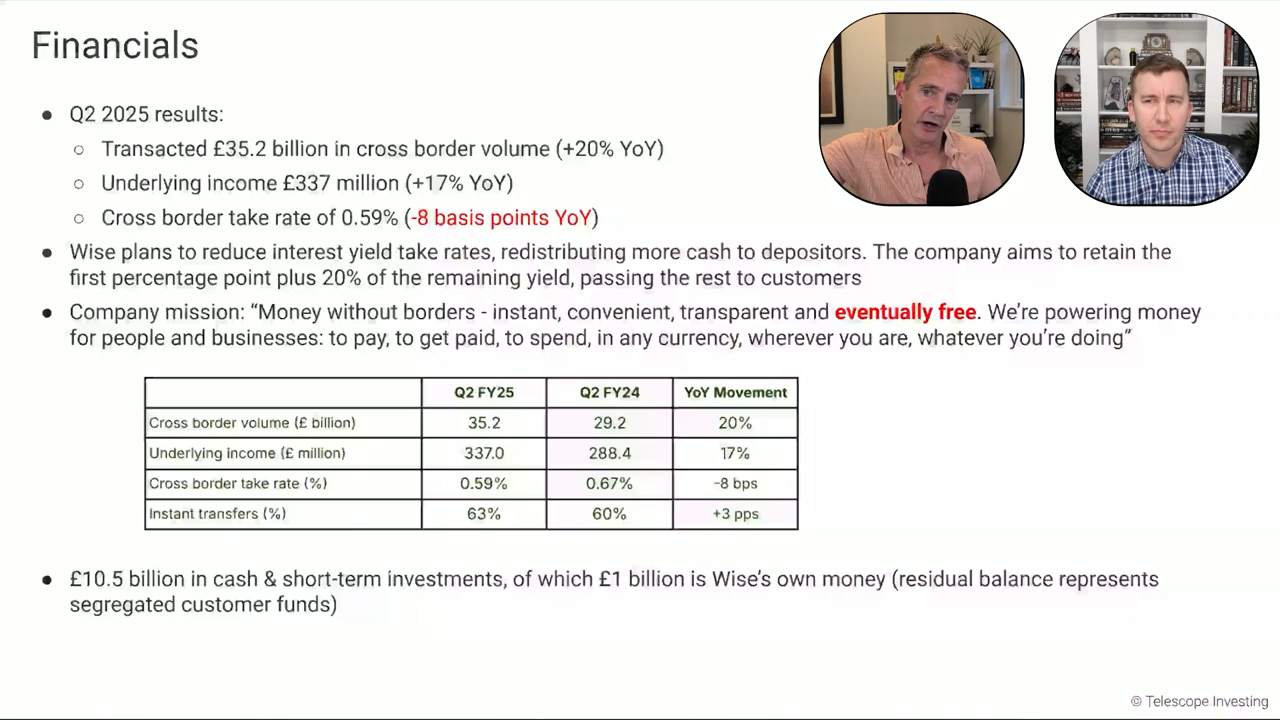 Financials
● Q2 2025 results:
○ Transacted £35.2 billion in cross border volume (+20% YoY)
○ Underlying income £337 million (+17% YoY)
○ Cross border take rate of 0.59% (-8 basis points YoY)
● Wise plans to reduce interest yield take rates, redistributing more cash to depositors. The company aims to retain the
first percentage point plus 20% of the remaining yield, passing the rest to customers
● Company mission: “Money without borders - instant, convenient, transparent and eventually free. We’re powering money
for people and businesses: to pay, to get paid, to spend, in any currency, wherever you are, whatever you’re doing”
Q2 FY25 Q2 FY24 YoY Movement
Cross border volume (£ billion) 35.2 29.2 20%
Underlying income (£ million) 337.0 288.4 17%
Cross border take rate (%) 0.59% 0.67% -8 bps
Instant transfers (%) 63% 60% +3 pps
● £10.5 billion in cash & short-term investments, of which £1 billion is Wise’s own money (residual balance represents
segregated customer funds)
© Telescope Investing